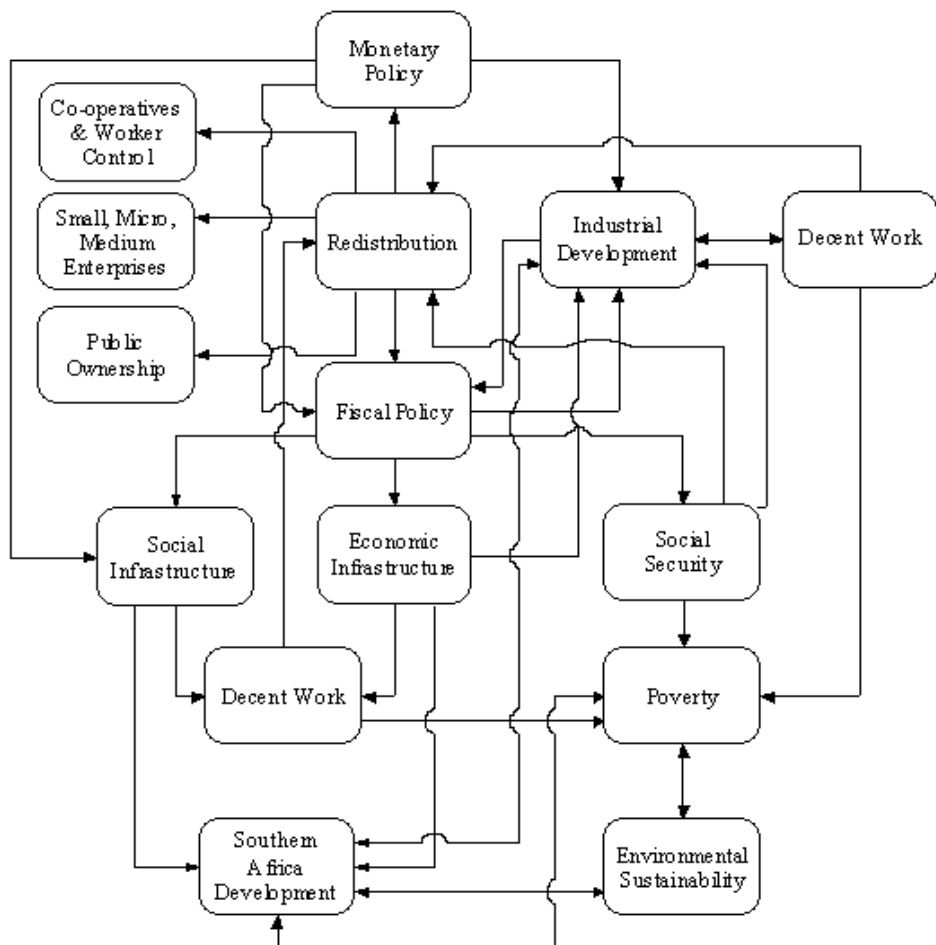 Monetary
Policy
Co-operatives
& Worker
Control
Small, Micro,
Medium
Enterprises
Redistribution
Industrial
Development
Decent Work
Public
Ownership
Fiscal Policy
Social
Infrastructure
Economic
Infrastructure
Social
Security
Decent Work
Poverty
Southern
Africa
Development
Environmental
Sustainability